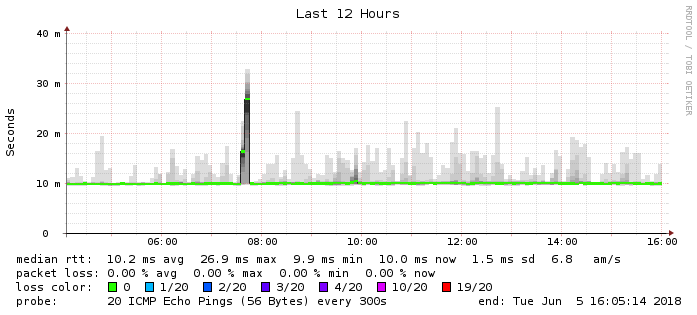 Last 12 Hours
RRDTOOL / TOBI OETIKER
Seconds
40 m
30 m
20 m
10 m
0
06:00 08:00 10:00 12:00 14:00 16:00
median rtt: 10.2 ms avg 26.9 ms max 9.9 ms min 10.0 ms now 1.5 ms sd 6.8 am/s
packet loss: 0.00 % avg 0.00 % max 0.00 % min 0.00 % now
loss color: 0 1/20 2/20 3/20 4/20 10/20 19/20
probe: 20 ICMP Echo Pings (56 Bytes) every 300s end: Tue Jun 5 16:05:14 2018